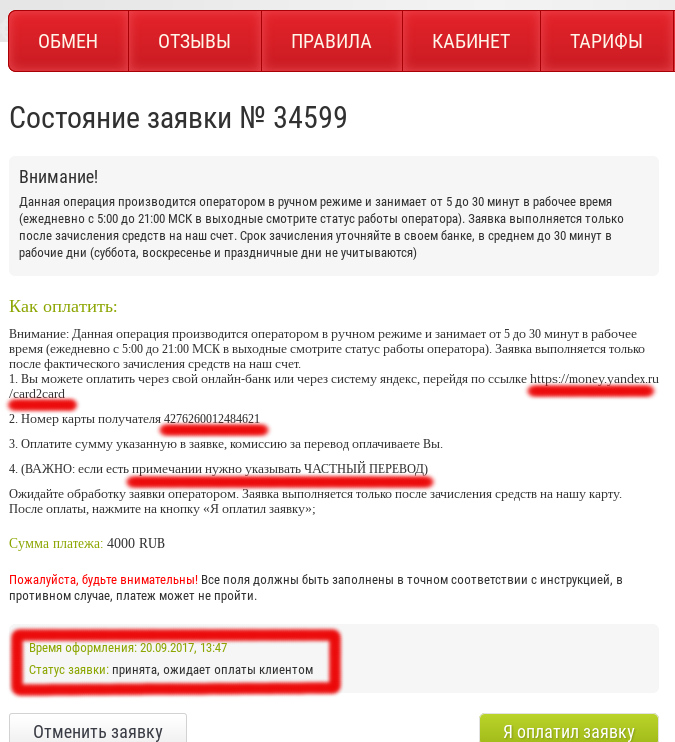 ОБМЕН ОТЗЫВЫ ПРАВИЛА КАБИНЕТ ТАРИФЫ
Состояние заявки № 34599
Внимание!
Данная операция производится оператором в ручном режиме и занимает от 5 до 30 минут в рабочее время
(ежедневно с 5:00 до 21:00 МСК в выходные смотрите статус работы оператора). Заявка выполняется только
после зачисления средств на наш счет. Срок зачисления уточняйте в своем банке, в среднем до 30 минут в
рабочие дни (суббота, воскресенье и праздничные дни не учитываются)
Как оплатить:
Внимание: Данная операция производится оператором в ручном режиме и занимает от 5 до 30 минут в рабочее
время (ежедневно с 5:00 до 21:00 МСК в выходные смотрите статус работы оператора). Заявка выполняется только
после фактического зачисления средств на наш счет.
1. Вы можете оплатить через свой онлайн-банк или через систему яндекс, перейдя по ссылке https://money.yandex.ru
/card2card
2. Номер карты получателя 4276260012484621
3. Оплатите сумму указанную в заявке, комиссию за перевод оплачиваете Вы.
4. (ВАЖНО: если есть примечании нужно указывать ЧАСТНЫЙ ПЕРЕВОД)
Ожидайте обработку заявки оператором. Заявка выполняется только после зачисления средств на нашу карту.
После оплаты, нажмите на кнопку «Я оплатил заявку»;
Сумма платежа: 4000 RUB
Пожалуйста, будьте внимательны! Все поля должны быть заполнены в точном соответствии с инструкцией, в
противном случае, платеж может не пройти.
Время оформления: 20.09.2017, 13:47
Статус заявки: принята, ожидает оплаты клиентом
Отменить заявку Я оплатил заявку